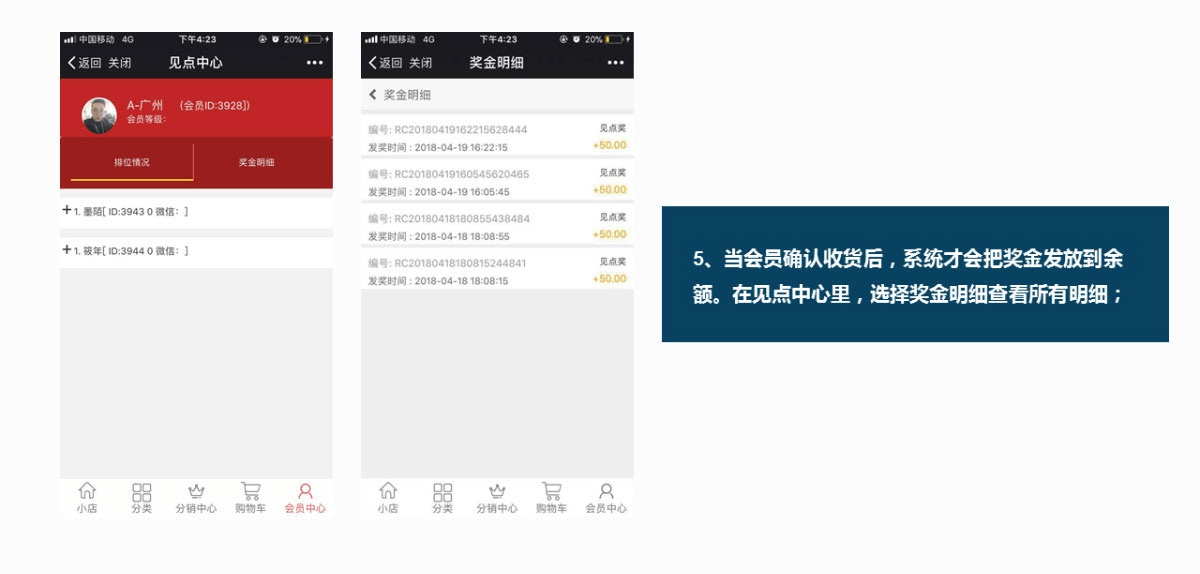 中国移动 4G 下午4:23 20%
返回 关闭 见点中心
A-广州 (会员ID:3928])
会员等级:
排位情况 奖金明细
+ 1. 墨陌[ ID:3943 0 微信: ]
+ 1. 筱年[ ID:3944 0 微信: ]
小店 分类 分销中心 购物车 会员中心
中国移动 4G 下午4:23 20%
返回 关闭 奖金明细
奖金明细
编号: RC20180419162215628444 见点奖
发奖时间 : 2018-04-19 16:22:15 +50.00
编号: RC20180419160545620465 见点奖
发奖时间 : 2018-04-19 16:05:45 +50.00
编号: RC20180418180855438484 见点奖
发奖时间 : 2018-04-18 18:08:55 +50.00
编号: RC20180418180815244841 见点奖
发奖时间 : 2018-04-18 18:08:15 +50.00
小店 分类 分销中心 购物车 会员中心
5、当会员确认收货后，系统才会把奖金发放到余
额。在见点中心里，选择奖金明细查看所有明细；